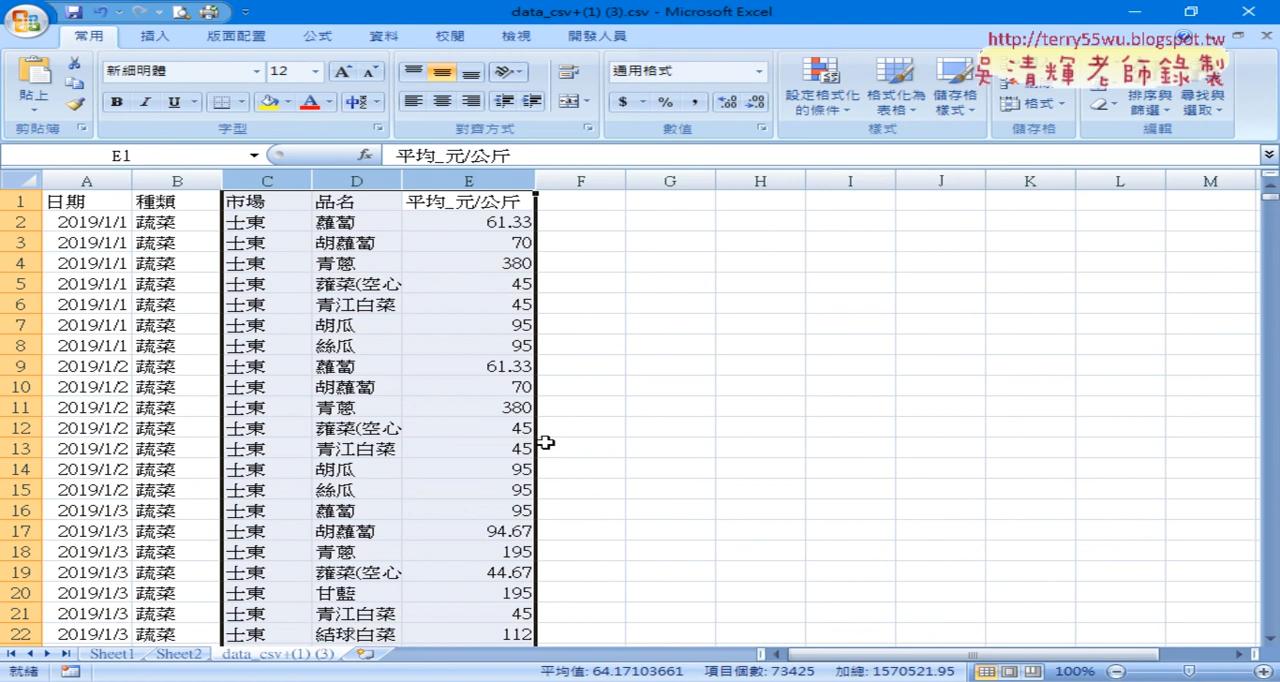 data_csv+(1) (3).csv - Microsoft Excel
常用 插入 版面配置 公式 資料 校閱 檢視 開發人員
http://terry55wu.blogspot.tw
吳清輝老師錄製
貼上 新細明體 12 A A 通用格式 設定格式化的條件 格式化為表格 儲存格樣式 格式 排序與篩選 尋找與選取
B I U A 中 $ % , .00 .00
剪貼簿 字型 對齊方式 數值 樣式 儲存格 編輯
E1 fx 平均_元/公斤
A B C D E F G H I J K L M
1 日期 種類 市場 品名 平均_元/公斤
2 2019/1/1 蔬菜 士東 蘿蔔 61.33
3 2019/1/1 蔬菜 士東 胡蘿蔔 70
4 2019/1/1 蔬菜 士東 青蔥 380
5 2019/1/1 蔬菜 士東 蕹菜(空心 45
6 2019/1/1 蔬菜 士東 青江白菜 45
7 2019/1/1 蔬菜 士東 胡瓜 95
8 2019/1/1 蔬菜 士東 絲瓜 95
9 2019/1/2 蔬菜 士東 蘿蔔 61.33
10 2019/1/2 蔬菜 士東 胡蘿蔔 70
11 2019/1/2 蔬菜 士東 青蔥 380
12 2019/1/2 蔬菜 士東 蕹菜(空心 45
13 2019/1/2 蔬菜 士東 青江白菜 45
14 2019/1/2 蔬菜 士東 胡瓜 95
15 2019/1/2 蔬菜 士東 絲瓜 95
16 2019/1/3 蔬菜 士東 蘿蔔 95
17 2019/1/3 蔬菜 士東 胡蘿蔔 94.67
18 2019/1/3 蔬菜 士東 青蔥 195
19 2019/1/3 蔬菜 士東 蕹菜(空心 44.67
20 2019/1/3 蔬菜 士東 甘藍 195
21 2019/1/3 蔬菜 士東 青江白菜 45
22 2019/1/3 蔬菜 士東 結球白菜 112
Sheet1 Sheet2 data_csv+(1) (3)
就緒 平均值: 64.17103661 項目個數: 73425 加總: 1570521.95 100%